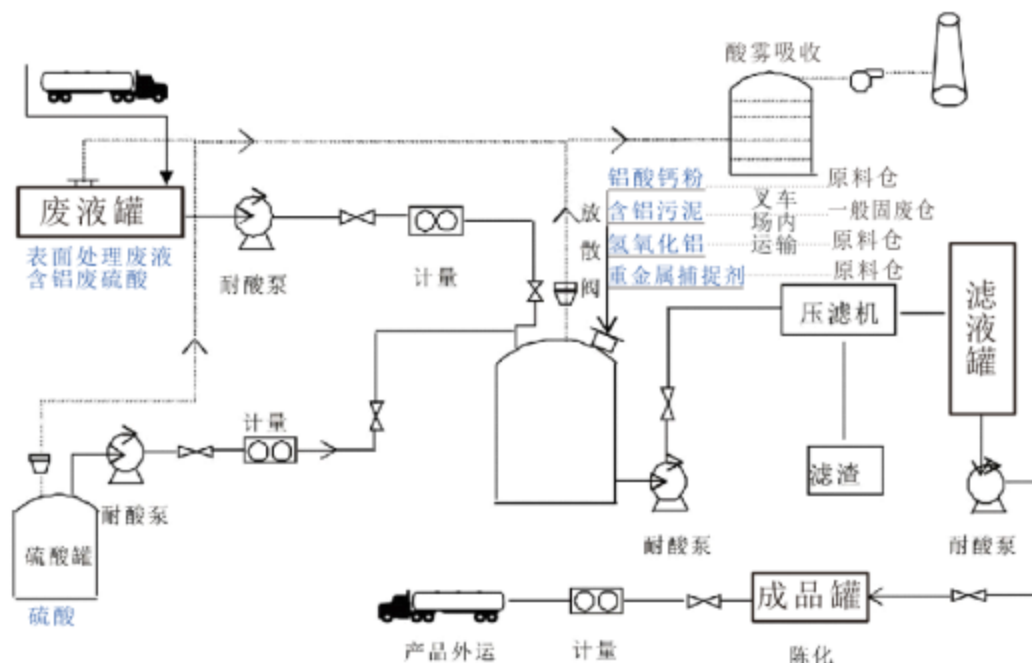 酸雾吸收
铝酸钙粉
原料仓
含铝污泥
一般固废仓
氢氧化铝
原料仓
重金属捕捉剂
原料仓
叉车
场内
运输
放
散
阀
废液罐
表面处理废液
含铝废硫酸
耐酸泵
计量
压滤机
滤液罐
计量
滤渣
耐酸泵
硫酸罐
硫酸
耐酸泵
耐酸泵
成品罐
产品外运
计量
陈化